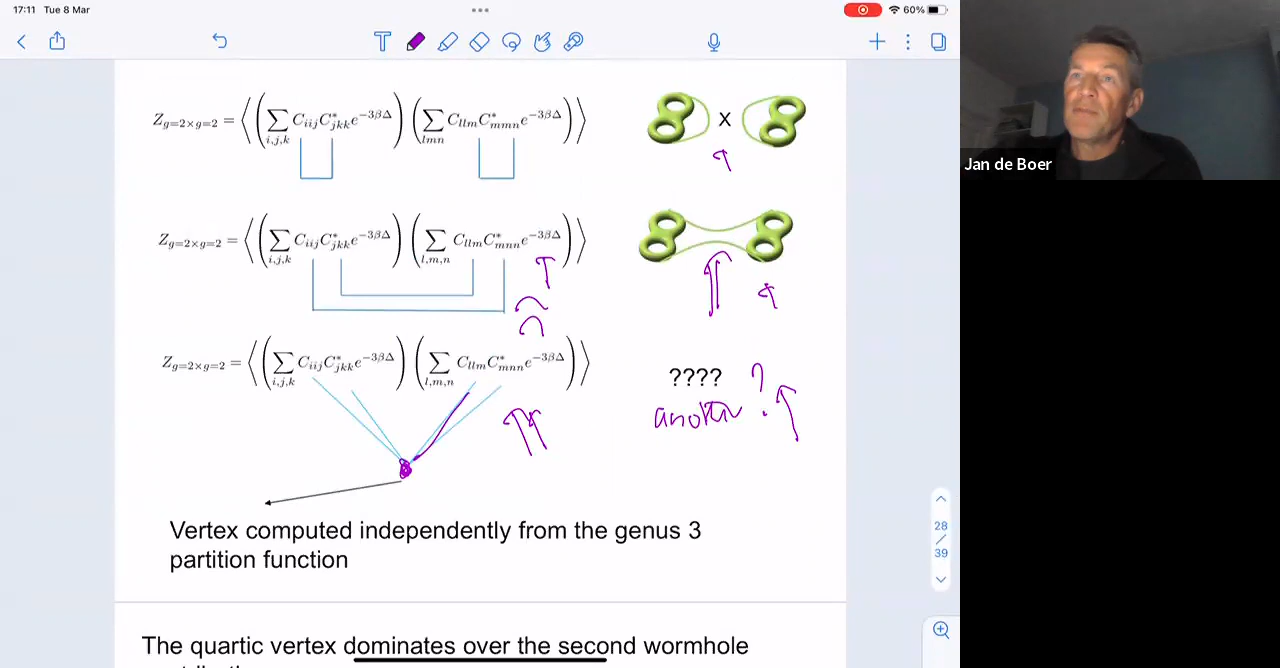 17:11 Tue 8 Mar
60%
Z_{g=2×g=2} = ⟨(∑_{i,j,k} C_{iij}C*_{jkk}e^{-3βΔ})(∑_{lmn} C_{llm}C*_{mmn}e^{-3βΔ})⟩
X
Jan de Boer
Z_{g=2×g=2} = ⟨(∑_{i,j,k} C_{iij}C*_{jkk}e^{-3βΔ})(∑_{l,m,n} C_{llm}C*_{mnn}e^{-3βΔ})⟩
Z_{g=2×g=2} = ⟨(∑_{i,j,k} C_{iij}C*_{jkk}e^{-3βΔ})(∑_{l,m,n} C_{llm}C*_{mnn}e^{-3βΔ})⟩
???? ?
another ?
Vertex computed independently from the genus 3
partition function
28
/
39
The quartic vertex dominates over the second wormhole